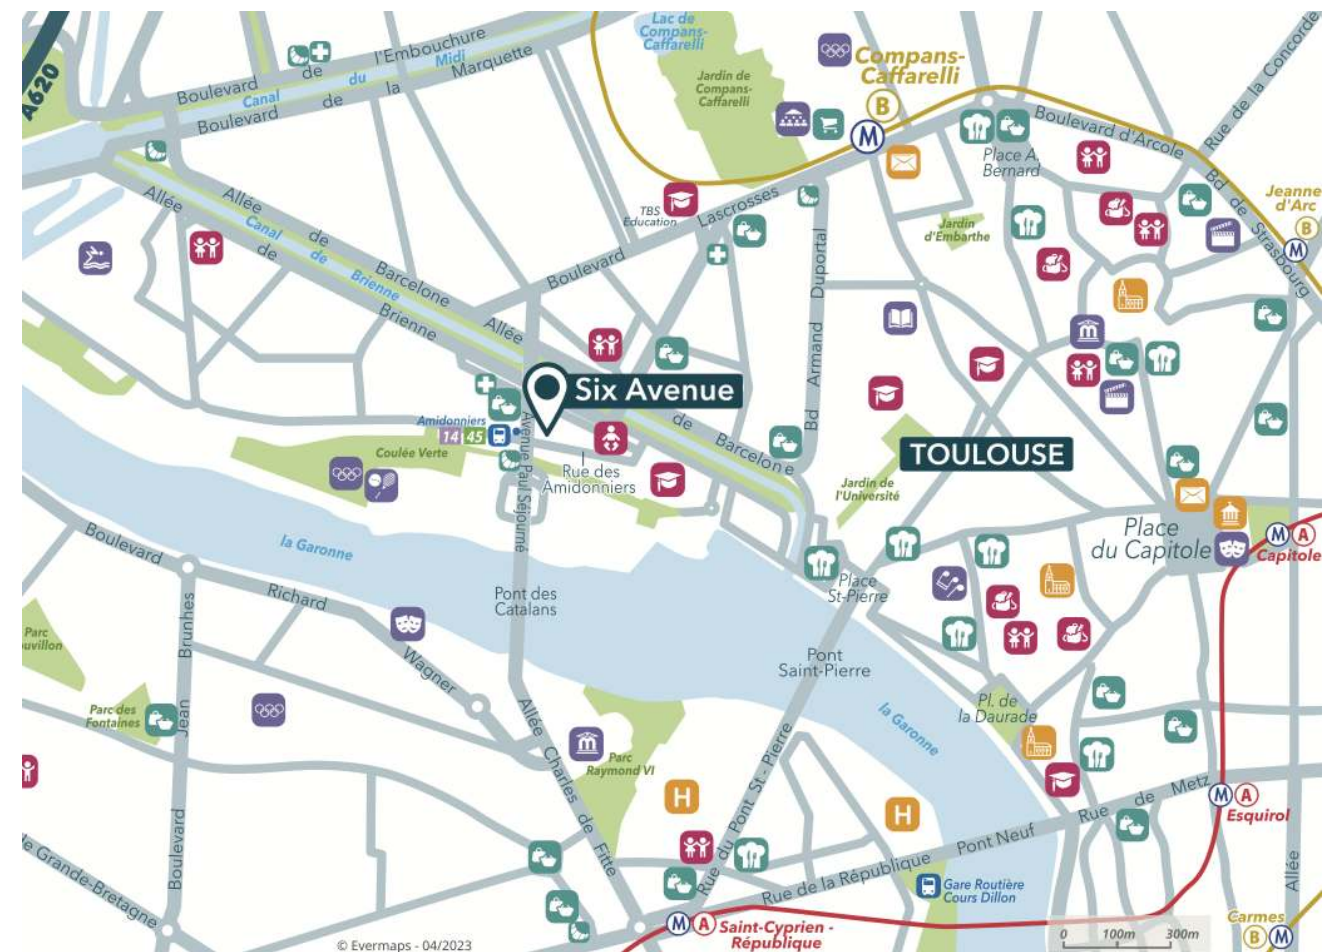 A620
Boulevard de l'Embouchure
Canal du Midi
Boulevard de la Marquette
Lac de
Compans-
Caffarelli
Jardin de
Compans-
Caffarelli
Compans-
Caffarelli
B
M
Boulevard d'Arcole
Rue de la Concorde
Place A.
Bernard
Bd de Strasbourg
Jeanne
d'Arc
B
M
TBS
Education
Boulevard Lascrosses
Jardin
d'Embarthe
Bd Armand Duportal
Allée de Barcelone
Canal de Brienne
Allée de Brienne
Allée de Barcelone
Six Avenue
Amidonniers
14 45
Coulée Verte
Avenue Paul Séjourné
Rue des
Amidonniers
TOULOUSE
Jardin de
l'Université
Place
du Capitole
M A
Capitole
la Garonne
Place
St-Pierre
Boulevard Richard Wagner
Pont des
Catalans
Pont
Saint-Pierre
Parc
Boulevard Jean Brunhes
Parc des
Fontaines
Allée Charles de Fitte
Parc
Raymond VI
Pl. de
la Daurade
la Garonne
H
H
Rue du Pont St - Pierre
Rue de Metz
M A
Esquirol
Pont Neuf
Rue de la République
Gare Routière
Cours Dillon
de Grande-Bretagne
M A
Saint-Cyprien -
République
Allée
Carmes
B M
0 100m 300m
© Evermaps - 04/2023